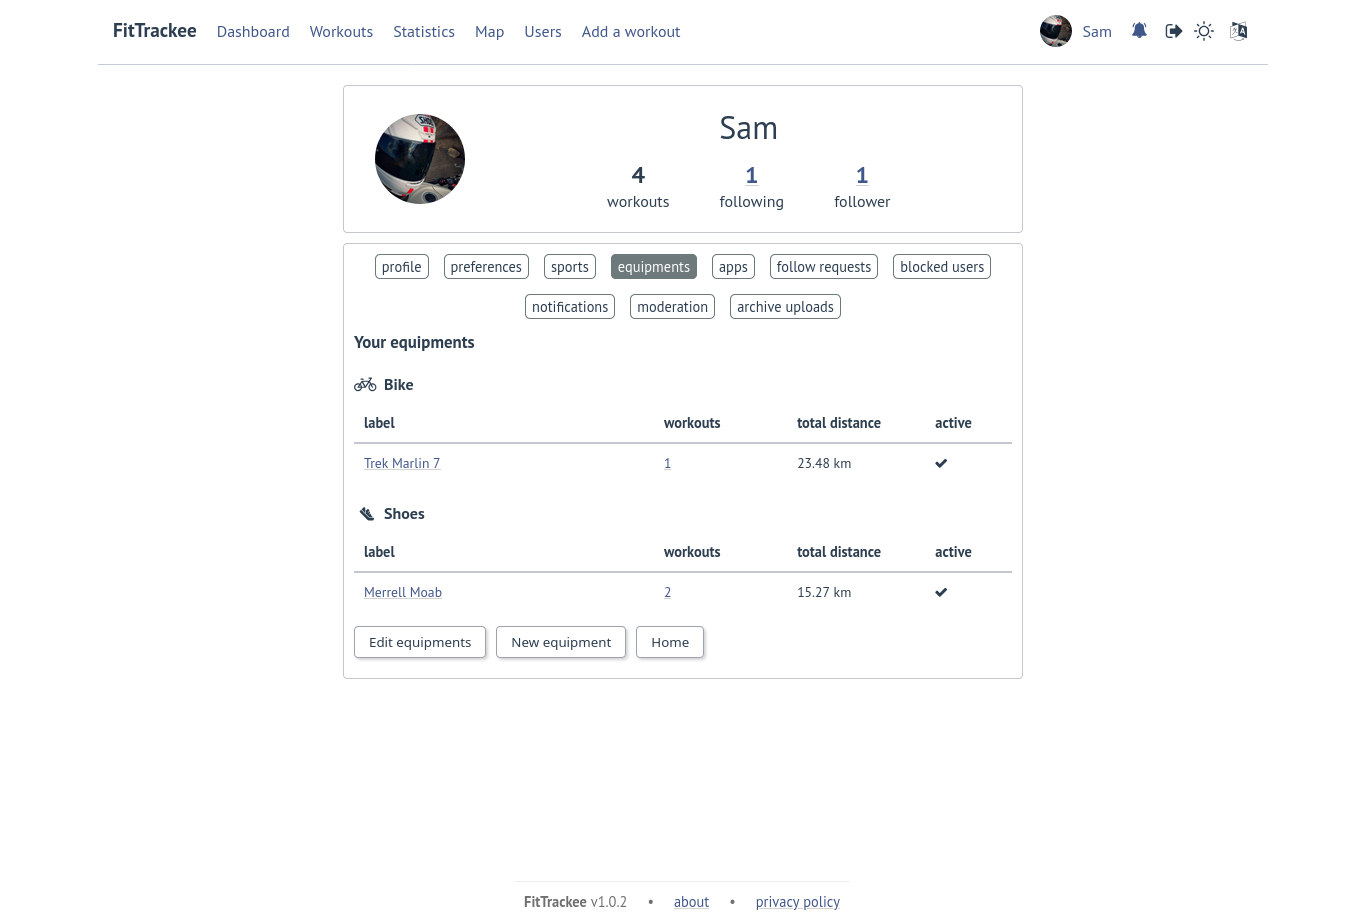 FitTrackee Dashboard Workouts Statistics Map Users Add a workout Sam
Sam
4 1 1
workouts following follower
profile preferences sports equipments apps follow requests blocked users
notifications moderation archive uploads
Your equipments
Bike
label workouts total distance active
Trek Marlin 7 1 23.48 km
Shoes
label workouts total distance active
Merrell Moab 2 15.27 km
Edit equipments New equipment Home
FitTrackee v1.0.2 • about • privacy policy